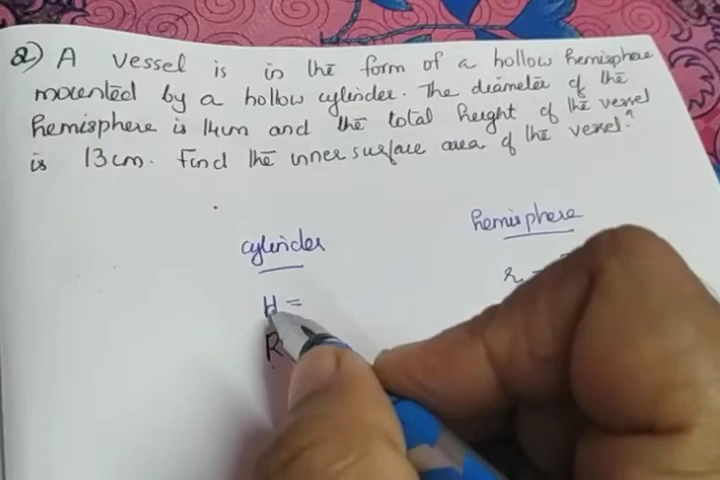 Q) A vessel is in the form of a hollow hemisphere
mounted by a hollow cylinder. The diameter of the
hemisphere is 14cm and the total height of the vessel
is 13cm. Find the inner surface area of the vessel?
cylinder hemisphere
H = r =
R